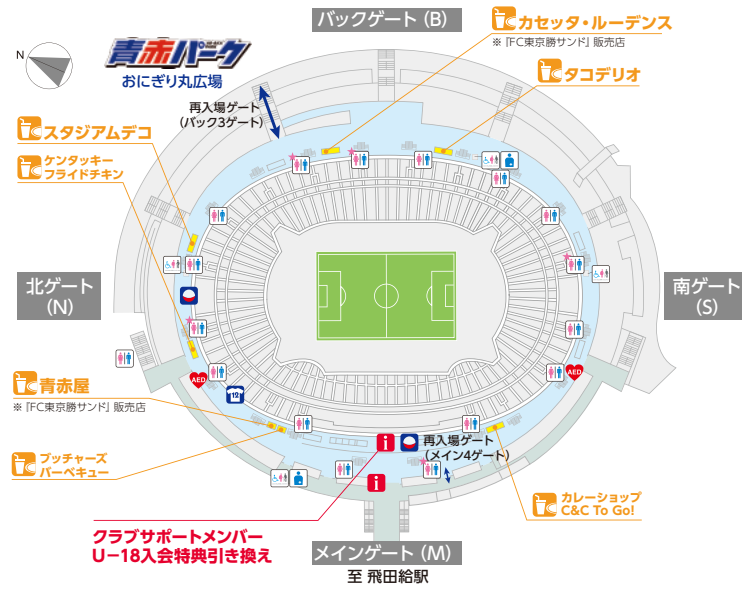 バックゲート（B）
カセッタ・ルーデンス
※『FC東京勝サンド』販売店
N
青赤パーク
おにぎり丸広場
タコデリオ
再入場ゲート
（バック3ゲート）
スタジアムデコ
ケンタッキー
フライドチキン
北ゲート
（N）
南ゲート
（S）
AED
AED
12
青赤屋
※『FC東京勝サンド』販売店
i
再入場ゲート
（メイン4ゲート）
ブッチャーズ
バーベキュー
i
カレーショップ
C&C To Go!
クラブサポートメンバー
U−18入会特典引き換え
メインゲート（M）
至 飛田給駅